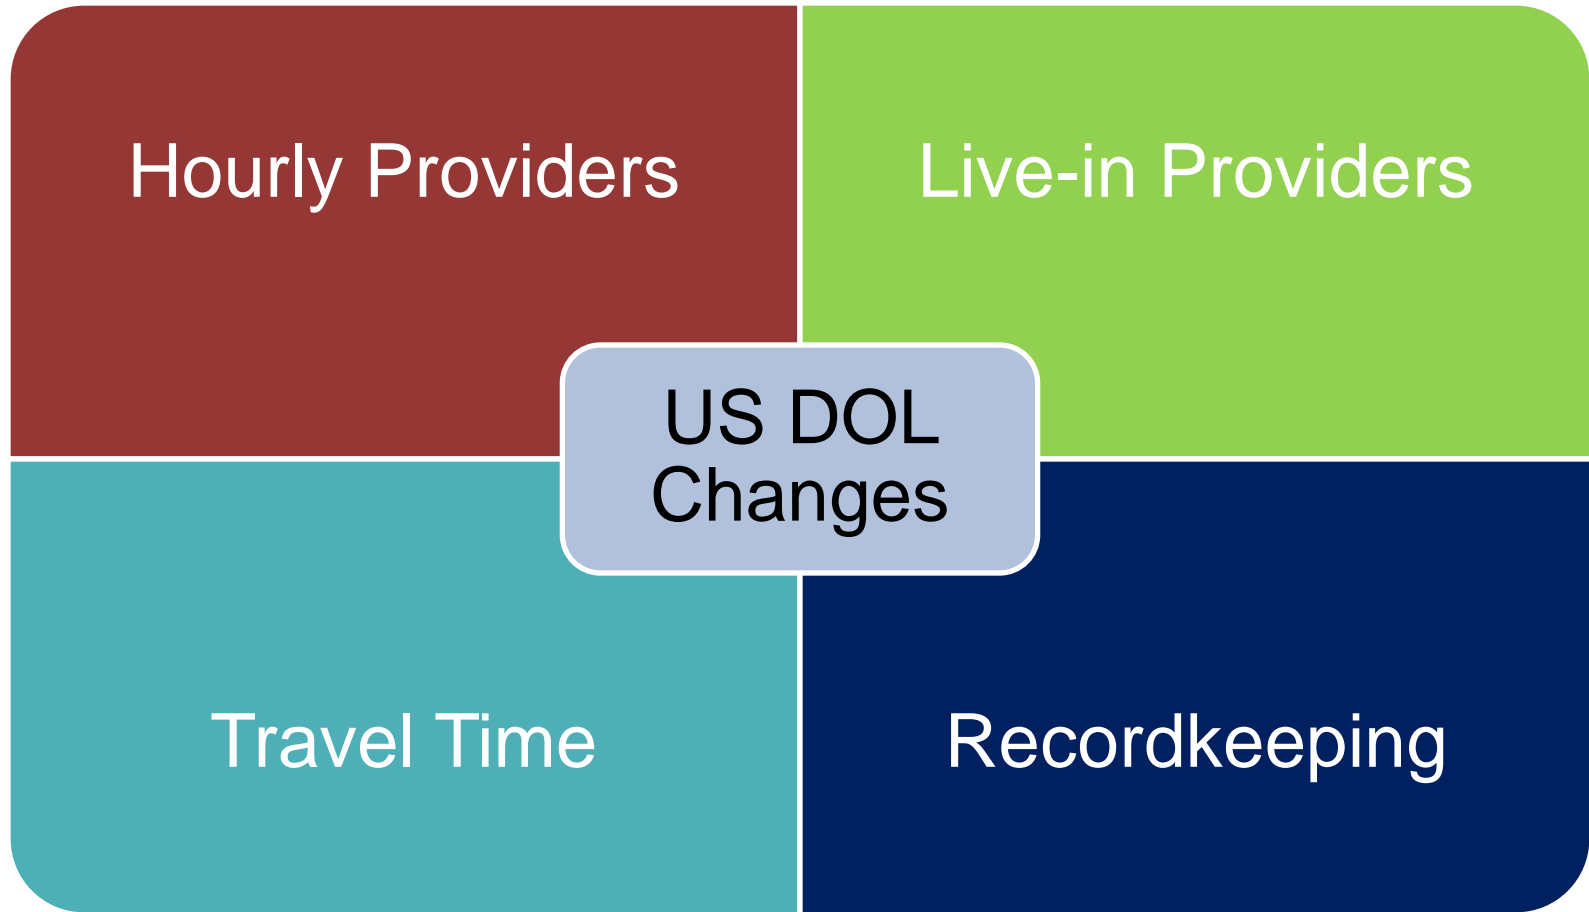 Hourly Providers
Live-in Providers
US DOL
Changes
Travel Time
Recordkeeping